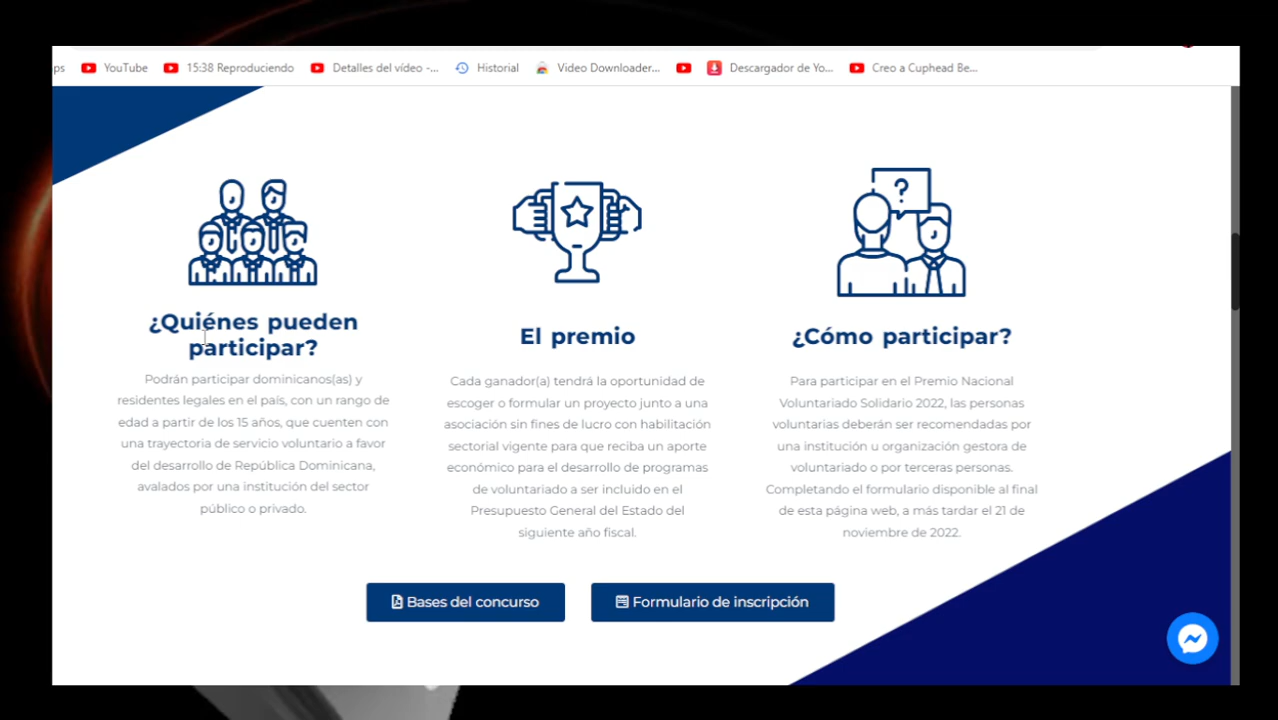 ps YouTube 15:38 Reproduciendo Detalles del vídeo -... Historial Video Downloader... Descargador de Yo... Creo a Cuphead Be...
?
¿Quiénes pueden
participar?
Podrán participar dominicanos(as) y
residentes legales en el país, con un rango de
edad a partir de los 15 años, que cuenten con
una trayectoria de servicio voluntario a favor
del desarrollo de República Dominicana,
avalados por una institución del sector
público o privado.
El premio
Cada ganador(a) tendrá la oportunidad de
escoger o formular un proyecto junto a una
asociación sin fines de lucro con habilitación
sectorial vigente para que reciba un aporte
económico para el desarrollo de programas
de voluntariado a ser incluido en el
Presupuesto General del Estado del
siguiente año fiscal.
¿Cómo participar?
Para participar en el Premio Nacional
Voluntariado Solidario 2022, las personas
voluntarias deberán ser recomendadas por
una institución u organización gestora de
voluntariado o por terceras personas.
Completando el formulario disponible al final
de esta página web, a más tardar el 21 de
noviembre de 2022.
Bases del concurso
Formulario de inscripción